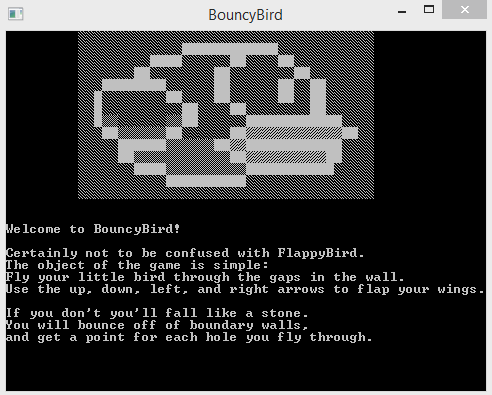 BouncyBird
Welcome to BouncyBird!
Certainly not to be confused with FlappyBird.
The object of the game is simple:
Fly your little bird through the gaps in the wall.
Use the up, down, left, and right arrows to flap your wings.
If you don't you'll fall like a stone.
You will bounce off of boundary walls,
and get a point for each hole you fly through.